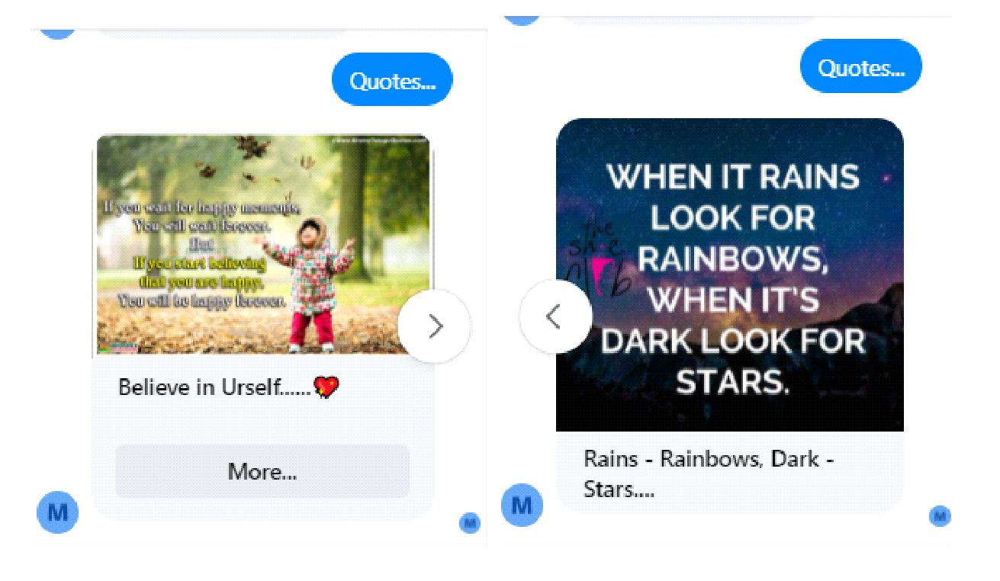 Quotes...
If you wait for happy moments,
You will wait forever.
But
If you start believing
that you are happy,
You will be happy forever.
Believe in Urself......💖
More...
M
M
Quotes...
WHEN IT RAINS
LOOK FOR
RAINBOWS,
WHEN IT'S
DARK LOOK FOR
STARS.
the
she
club
Rains - Rainbows, Dark -
Stars....
M
M